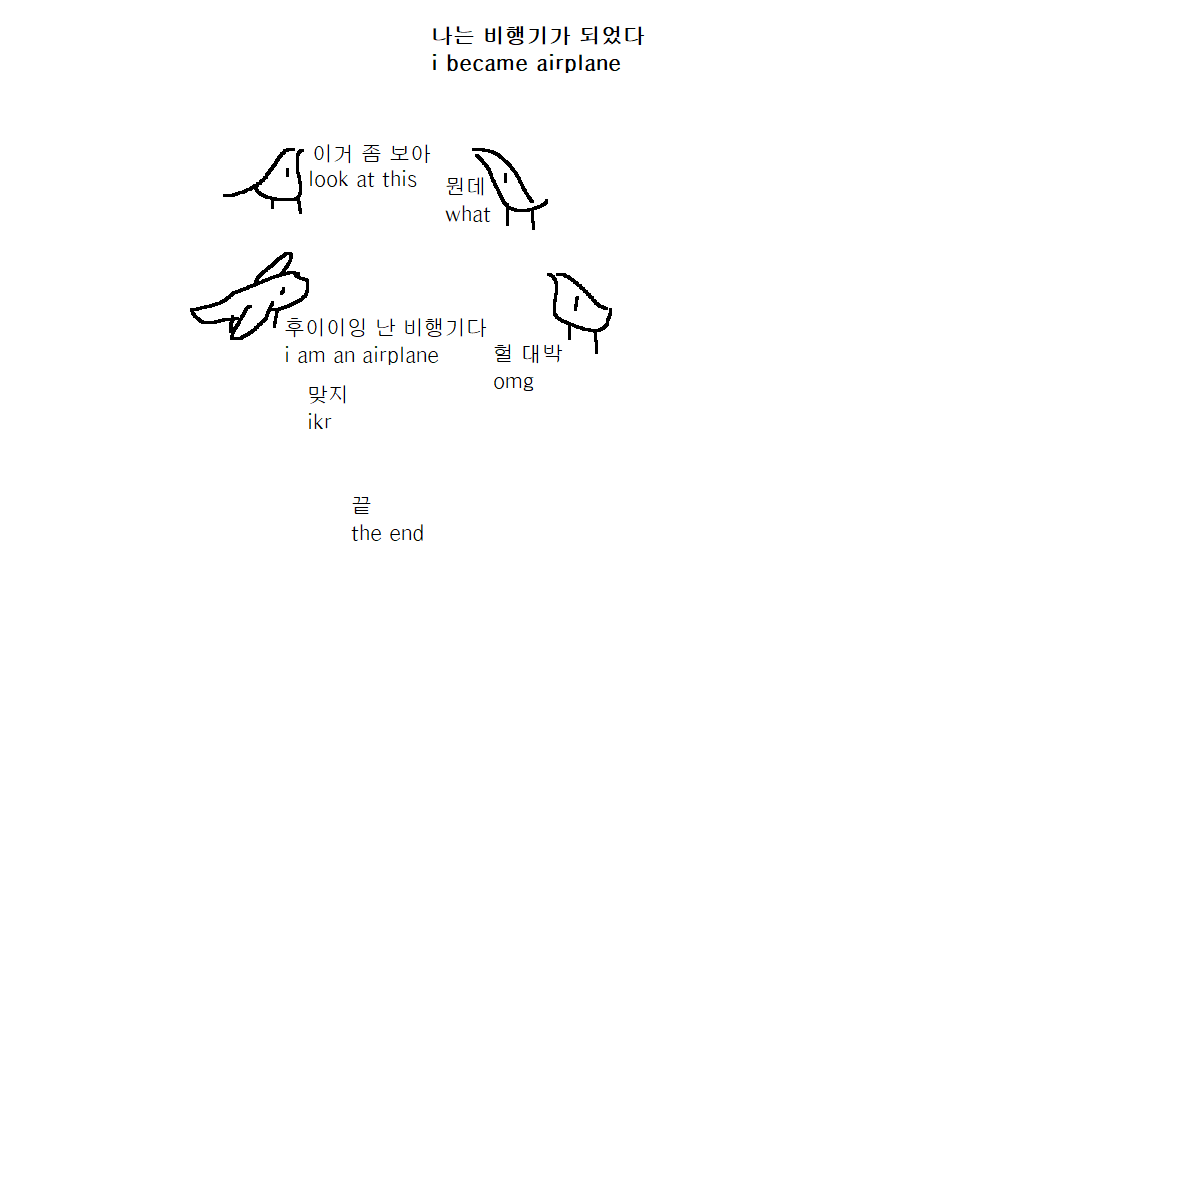 나는 비행기가 되었다
i became airplane
이거 좀 보아
look at this
뭔데
what
후이이잉 난 비행기다
i am an airplane
헐 대박
omg
맞지
ikr
끝
the end